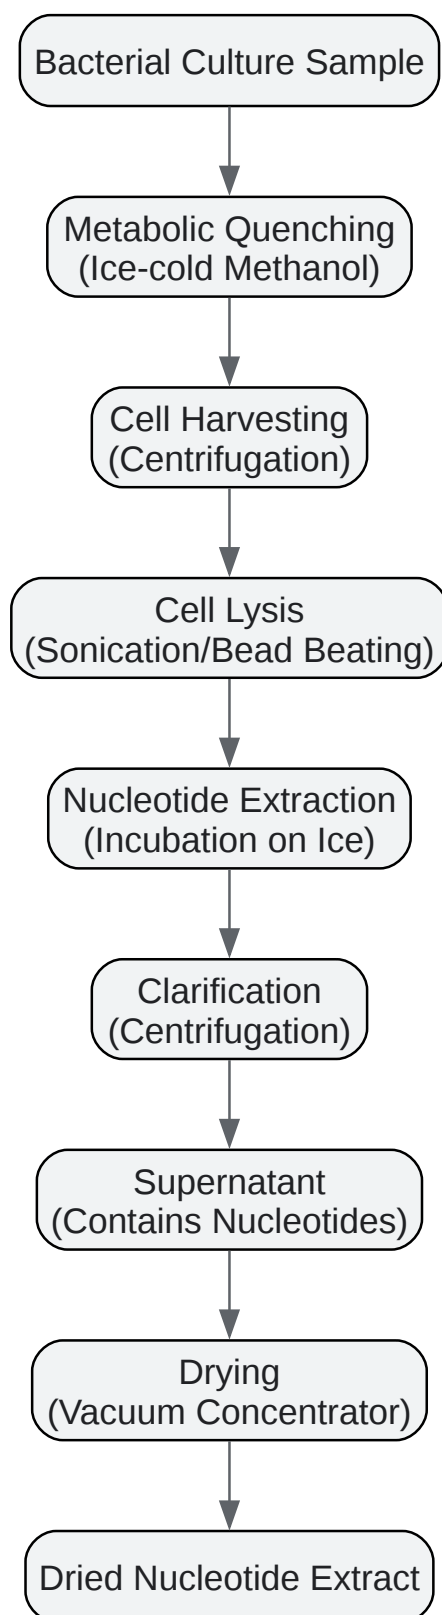 Bacterial Culture Sample
Metabolic Quenching
(Ice-cold Methanol)
Cell Harvesting
(Centrifugation)
Cell Lysis
(Sonication/Bead Beating)
Nucleotide Extraction
(Incubation on Ice)
Clarification
(Centrifugation)
Supernatant
(Contains Nucleotides)
Drying
(Vacuum Concentrator)
Dried Nucleotide Extract